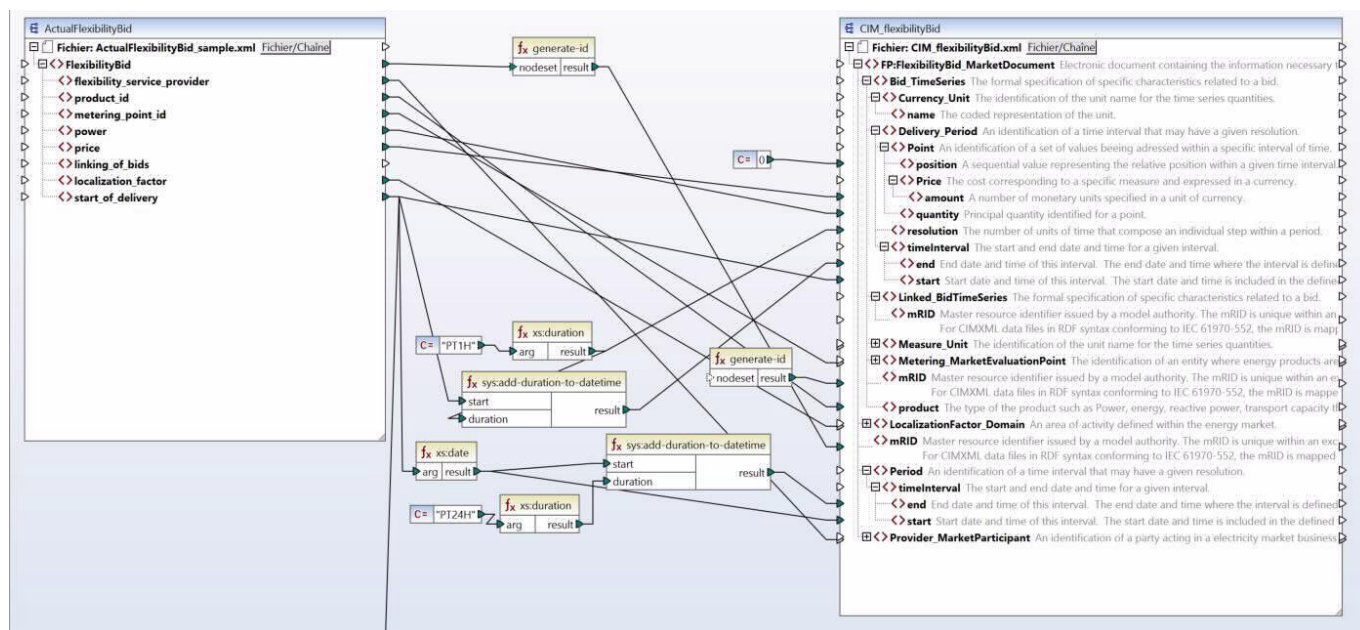 ActualFlexibilityBid
Fichier: ActualFlexibilityBid_sample.xml Fichier/Chaîne
FlexibilityBid
flexibility_service_provider
product_id
metering_point_id
power
price
linking_of_bids
localization_factor
start_of_delivery
fx generate-id
nodeset result
C= 0
C= "PT1H"
fx xs:duration
arg result
fx sys:add-duration-to-datetime
start
duration
result
fx generate-id
nodeset result
fx xs:date
arg result
fx sys:add-duration-to-datetime
start
duration
result
C= "PT24H"
fx xs:duration
arg result
CIM_flexibilityBid
Fichier: CIM_flexibilityBid.xml Fichier/Chaîne
FP:FlexibilityBid_MarketDocument Electronic document containing the information necessary
Bid_TimeSeries The formal specification of specific characteristics related to a bid.
Currency_Unit The identification of the unit name for the time series quantities.
name The coded representation of the unit.
Delivery_Period An identification of a time interval that may have a given resolution.
Point An identification of a set of values beeing adressed within a specific interval of time.
position A sequential value representing the relative position within a given time interval
Price The cost corresponding to a specific measure and expressed in a currency.
amount A number of monetary units specified in a unit of currency.
quantity Principal quantity identified for a point.
resolution The number of units of time that compose an individual step within a period.
timeInterval The start and end date and time for a given interval.
end End date and time of this interval. The end date and time where the interval is define
start Start date and time of this interval. The start date and time is included in the define
Linked_BidTimeSeries The formal specification of specific characteristics related to a bid.
mRID Master resource identifier issued by a model authority. The mRID is unique within an
For CIMXML data files in RDF syntax conforming to IEC 61970-552, the mRID is mapp
Measure_Unit The identification of the unit name for the time series quantities.
Metering_MarketEvaluationPoint The identification of an entity where energy products are
mRID Master resource identifier issued by a model authority. The mRID is unique within an e
For CIMXML data files in RDF syntax conforming to IEC 61970-552, the mRID is mappe
product The type of the product such as Power, energy, reactive power, transport capacity t
LocalizationFactor_Domain An area of activity defined within the energy market.
mRID Master resource identifier issued by a model authority. The mRID is unique within an exc
For CIMXML data files in RDF syntax conforming to IEC 61970-552, the mRID is mapped
Period An identification of a time interval that may have a given resolution.
timeInterval The start and end date and time for a given interval.
end End date and time of this interval. The end date and time where the interval is defined
start Start date and time of this interval. The start date and time is included in the defined
Provider_MarketParticipant An identification of a party acting in a electricity market business